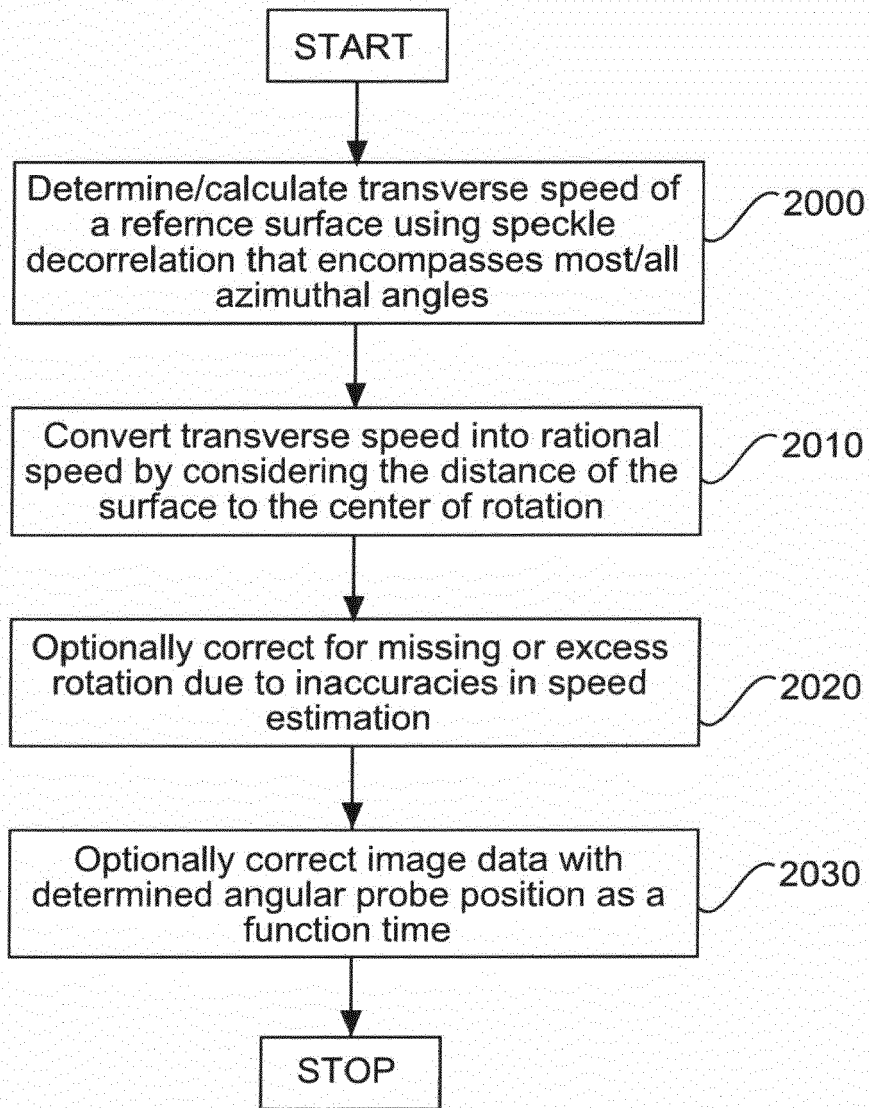 START
Determine/calculate transverse speed of
a refernce surface using speckle
decorrelation that encompasses most/all
azimuthal angles
2000
Convert transverse speed into rational
speed by considering the distance of the
surface to the center of rotation
2010
Optionally correct for missing or excess
rotation due to inaccuracies in speed
estimation
2020
Optionally correct image data with
determined angular probe position as a
function time
2030
STOP